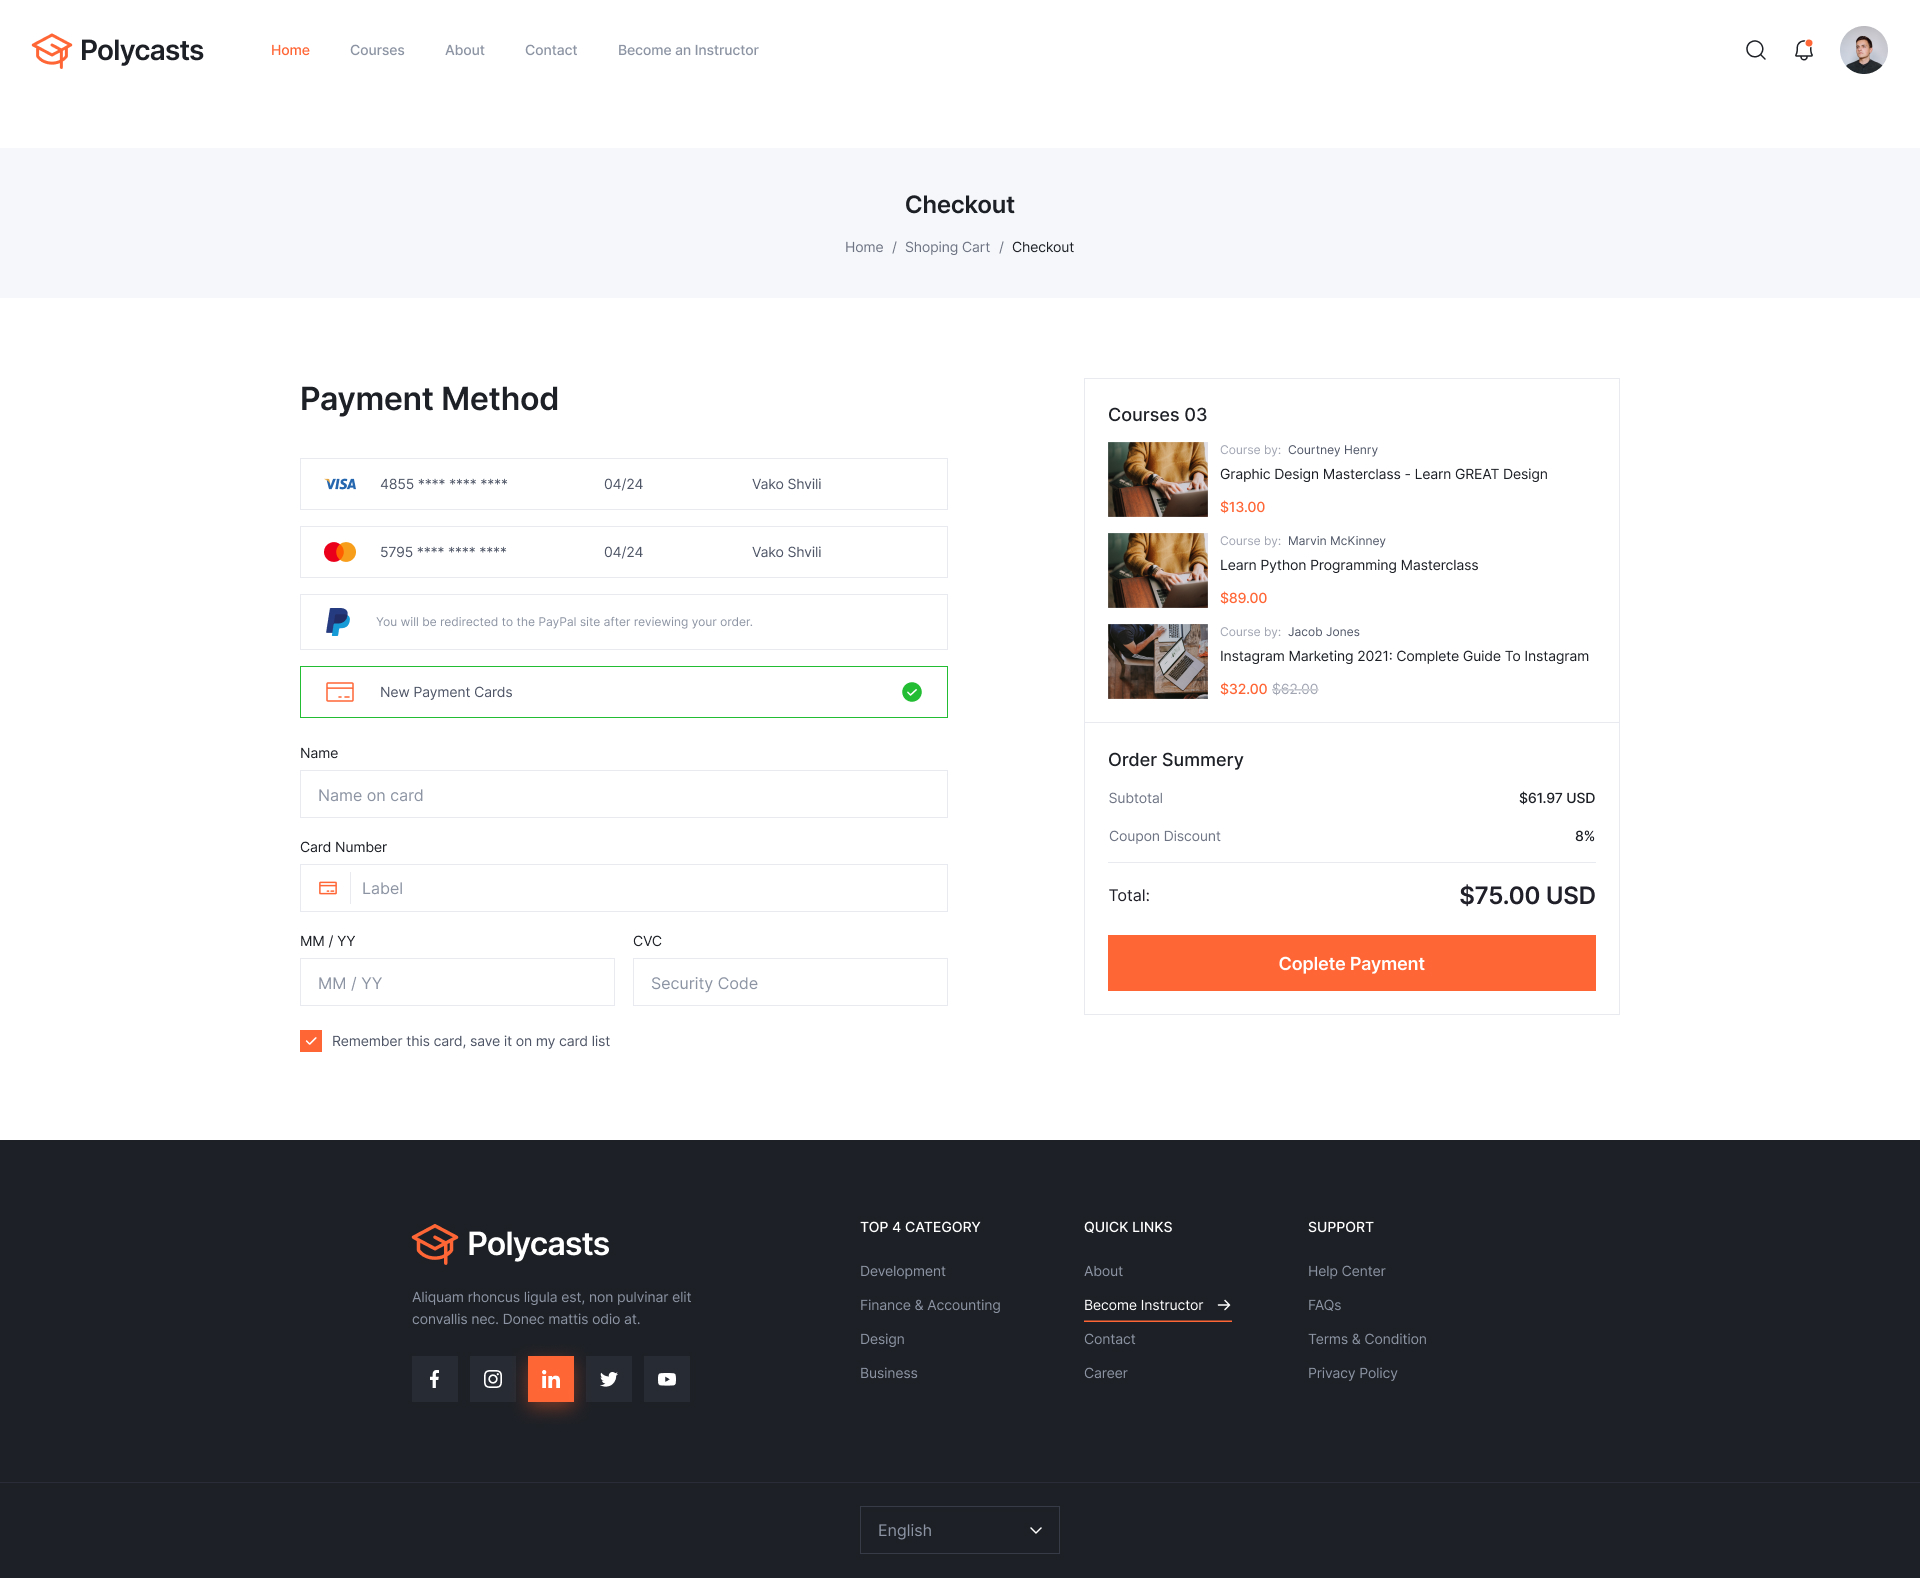 Polycasts
Home Courses About Contact Become an Instructor
Checkout
Home / Shoping Cart / Checkout
Payment Method
VISA 4855 **** **** **** 04/24 Vako Shvili
5795 **** **** **** 04/24 Vako Shvili
You will be redirected to the PayPal site after reviewing your order.
New Payment Cards
Name
Name on card
Card Number
Label
MM / YY
MM / YY
CVC
Security Code
Remember this card, save it on my card list
Courses 03
Course by: Courtney Henry
Graphic Design Masterclass - Learn GREAT Design
$13.00
Course by: Marvin McKinney
Learn Python Programming Masterclass
$89.00
Course by: Jacob Jones
Instagram Marketing 2021: Complete Guide To Instagram
$32.00 $62.00
Order Summery
Subtotal $61.97 USD
Coupon Discount 8%
Total: $75.00 USD
Coplete Payment
Polycasts
Aliquam rhoncus ligula est, non pulvinar elit
convallis nec. Donec mattis odio at.
TOP 4 CATEGORY
Development
Finance & Accounting
Design
Business
QUICK LINKS
About
Become Instructor
Contact
Career
SUPPORT
Help Center
FAQs
Terms & Condition
Privacy Policy
English